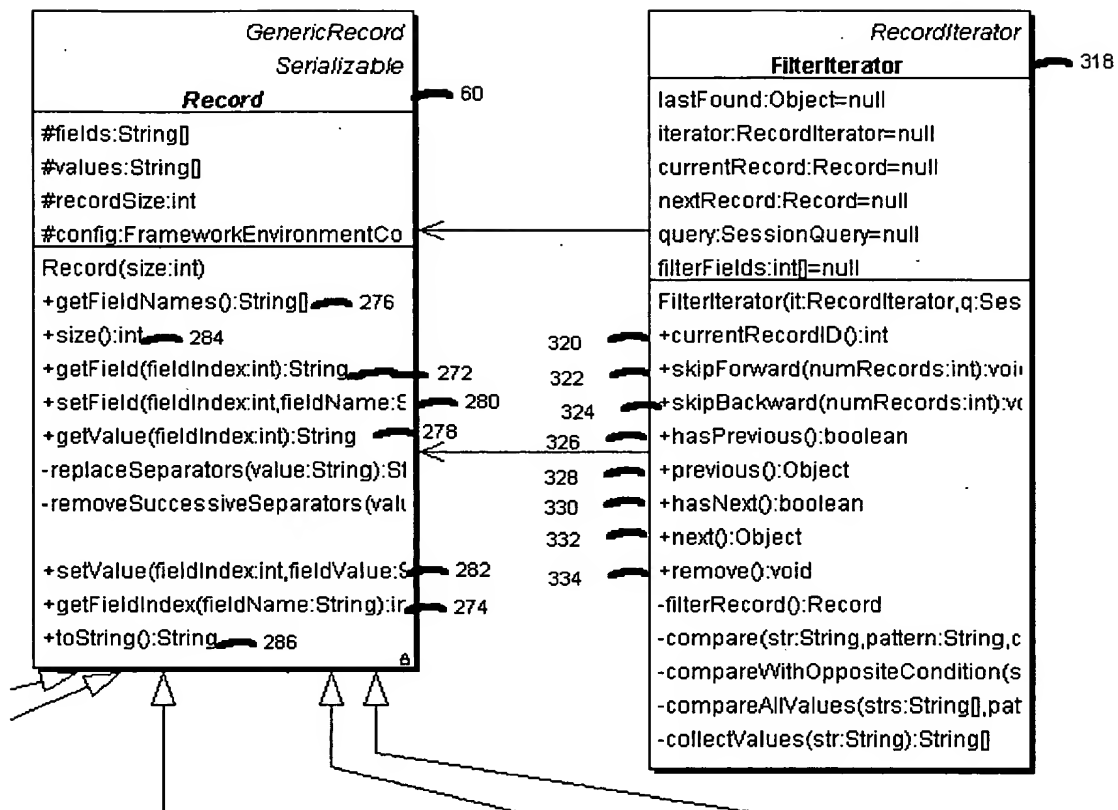 GenericRecord
Serializable
Record
60
#fields:String[]
#values:String[]
#recordSize:int
#config:FrameworkEnvironmentCo
Record(size:int)
+getFieldNames():String[] 276
+size():int 284
+getField(fieldIndex:int):String 272
+setField(fieldIndex:int,fieldName:S 280
+getValue(fieldIndex:int):String 278
-replaceSeparators(value:String):St
-removeSuccessiveSeparators(valu
+setValue(fieldIndex:int,fieldValue:S 282
+getFieldIndex(fieldName:String):in 274
+toString():String 286
RecordIterator
FilterIterator
318
lastFound:Object=null
iterator:RecordIterator=null
currentRecord:Record=null
nextRecord:Record=null
query:SessionQuery=null
filterFields:int[]=null
FilterIterator(it:RecordIterator,q:Ses
320 +currentRecordID():int
322 +skipForward(numRecords:int):voi
324 +skipBackward(numRecords:int):vo
326 +hasPrevious():boolean
328 +previous():Object
330 +hasNext():boolean
332 +next():Object
334 +remove():void
-filterRecord():Record
-compare(str:String,pattern:String,c
-compareWithOppositeCondition(s
-compareAllValues(strs:String[],pat
-collectValues(str:String):String[]